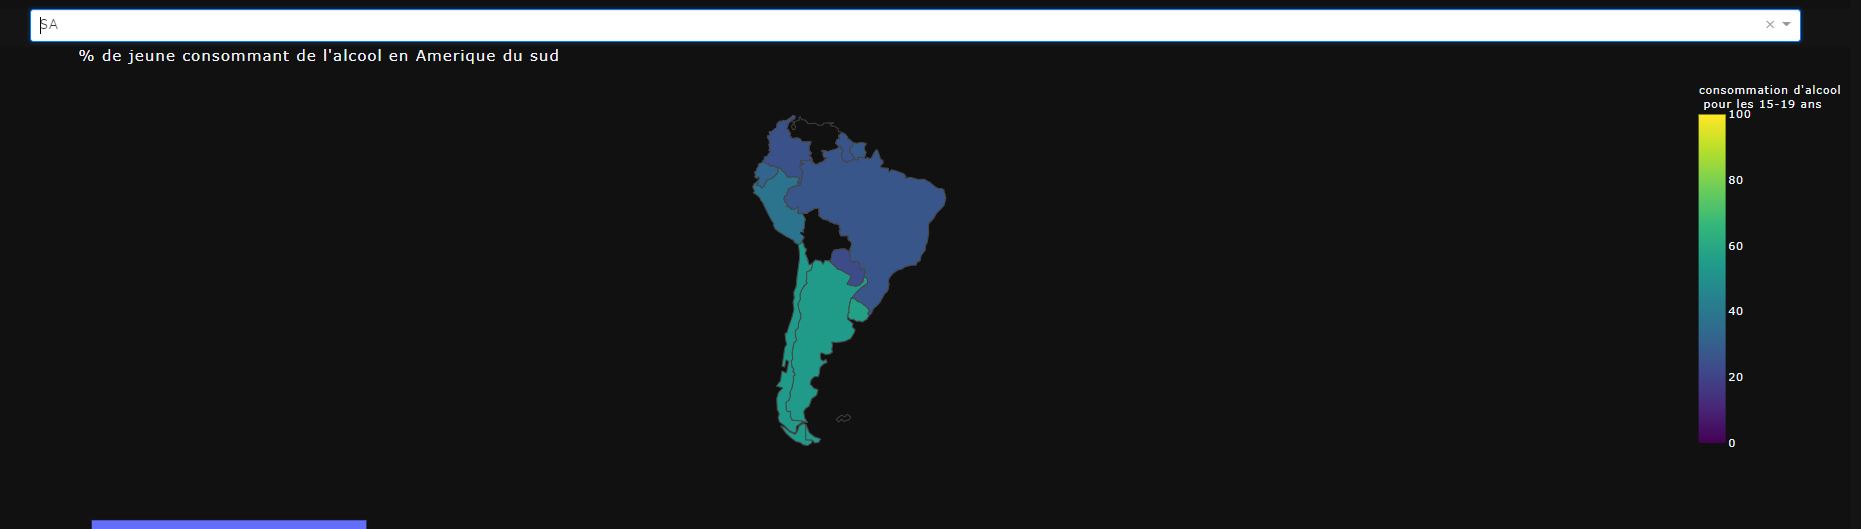 SA
% de jeune consommant de l'alcool en Amerique du sud
consommation d'alcool
pour les 15-19 ans
100
80
60
40
20
0